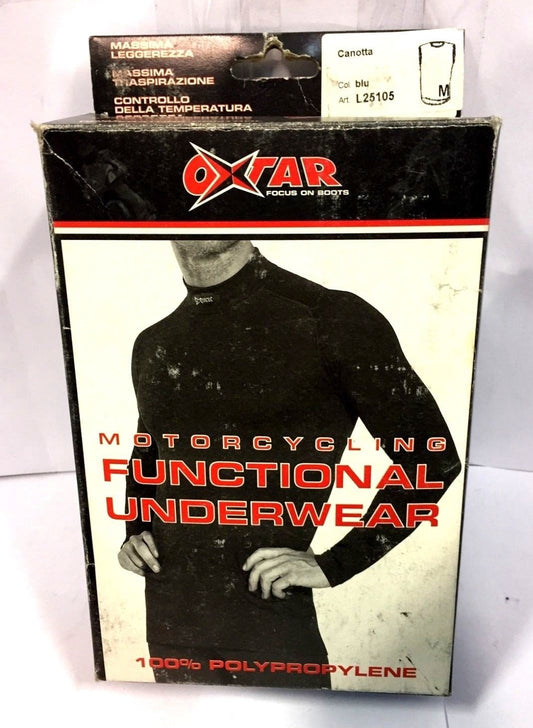 MASSIMA
LEGGEREZZA
MASSIMA
TRASPIRAZIONE
CONTROLLO
DELLA TEMPERATURA
Canotta
Col blu
Art. L25105
M
OXTAR
FOCUS ON BOOTS
MOTORCYCLING
FUNCTIONAL
UNDERWEAR
100% POLYPROPYLENE